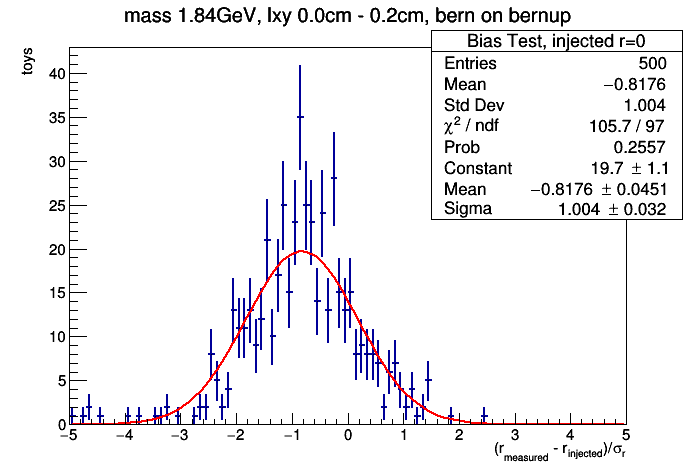 mass 1.84GeV, lxy 0.0cm - 0.2cm, bern on bernup
Bias Test, injected r=0
Entries 500
Mean −0.8176
Std Dev 1.004
χ² / ndf 105.7 / 97
Prob 0.2557
Constant 19.7 ± 1.1
Mean −0.8176 ± 0.0451
Sigma 1.004 ± 0.032
toys
40
35
30
25
20
15
10
5
0
−5 −4 −3 −2 −1 0 1 2 3 4 5
(r_measured - r_injected)/σ_r